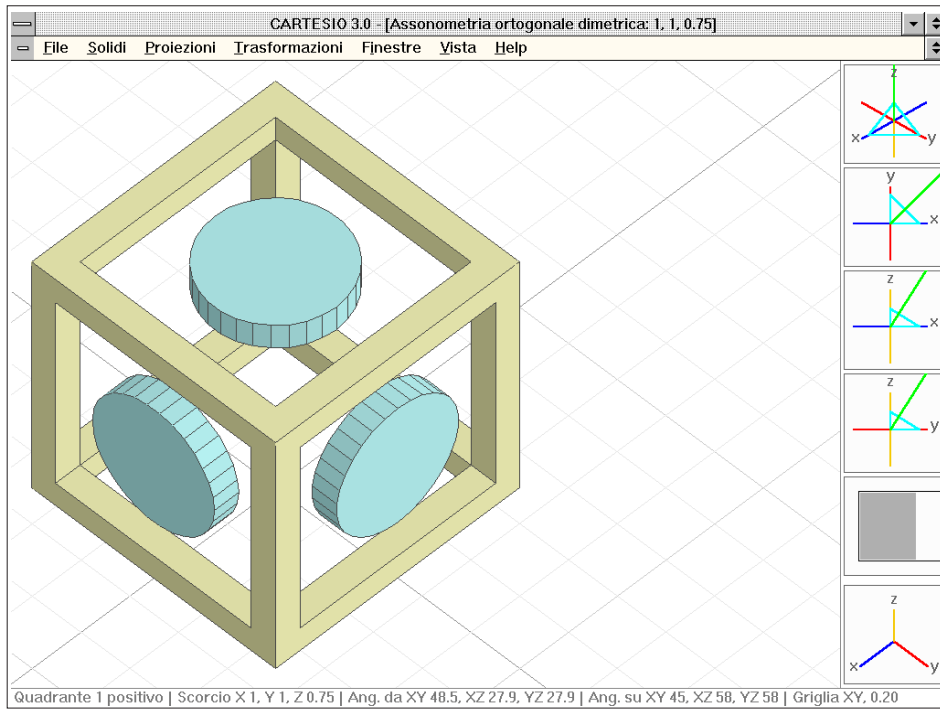 CARTESIO 3.0 - [Assonometria ortogonale dimetrica: 1, 1, 0.75]
File Solidi Proiezioni Trasformazioni Finestre Vista Help
z
x y
y
x
z
x
z
y
z
x y
Quadrante 1 positivo | Scorcio X 1, Y 1, Z 0.75 | Ang. da XY 48.5, XZ 27.9, YZ 27.9 | Ang. su XY 45, XZ 58, YZ 58 | Griglia XY, 0.20